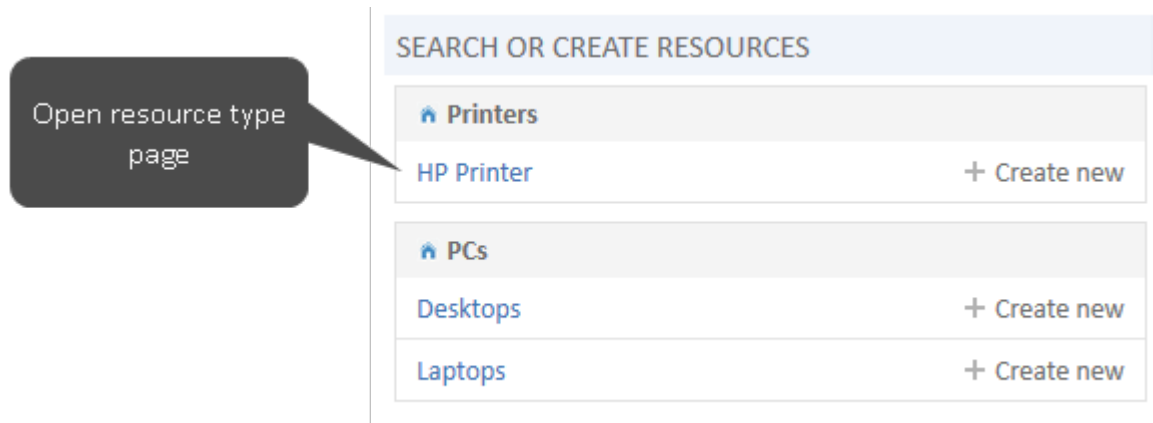 SEARCH OR CREATE RESOURCES
Open resource type
page
Printers
HP Printer + Create new
PCs
Desktops + Create new
Laptops + Create new